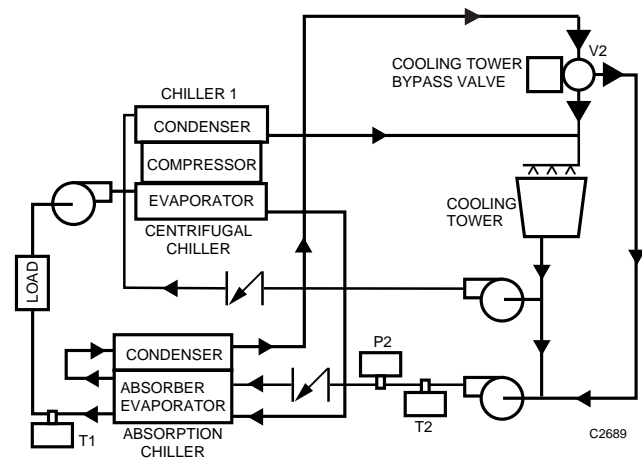 V2
COOLING TOWER
BYPASS VALVE
CHILLER 1
CONDENSER
COMPRESSOR
EVAPORATOR
CENTRIFUGAL
CHILLER
COOLING
TOWER
LOAD
CONDENSER
ABSORBER
EVAPORATOR
ABSORPTION
CHILLER
T1
P2
T2
C2689